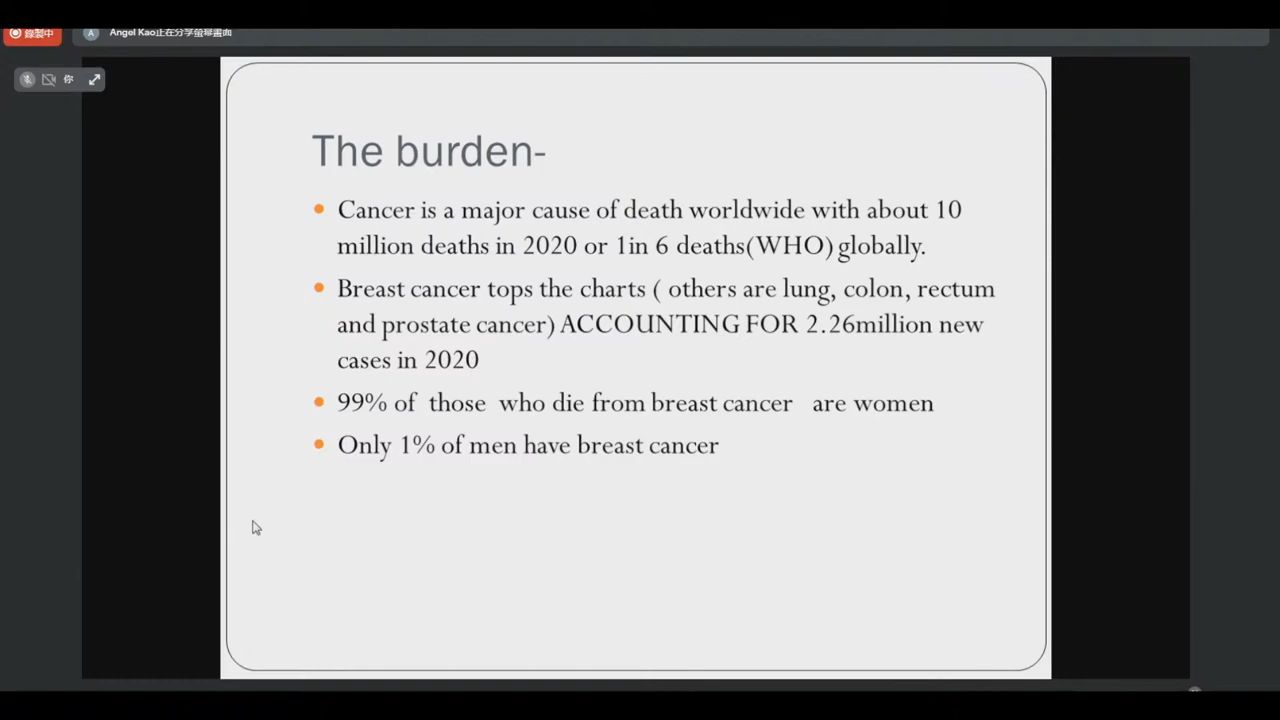 錄製中
A Angel Kao正在分享螢幕畫面
你
The burden-
Cancer is a major cause of death worldwide with about 10
million deaths in 2020 or 1in 6 deaths(WHO) globally.
Breast cancer tops the charts ( others are lung, colon, rectum
and prostate cancer) ACCOUNTING FOR 2.26million new
cases in 2020
99% of those who die from breast cancer are women
Only 1% of men have breast cancer